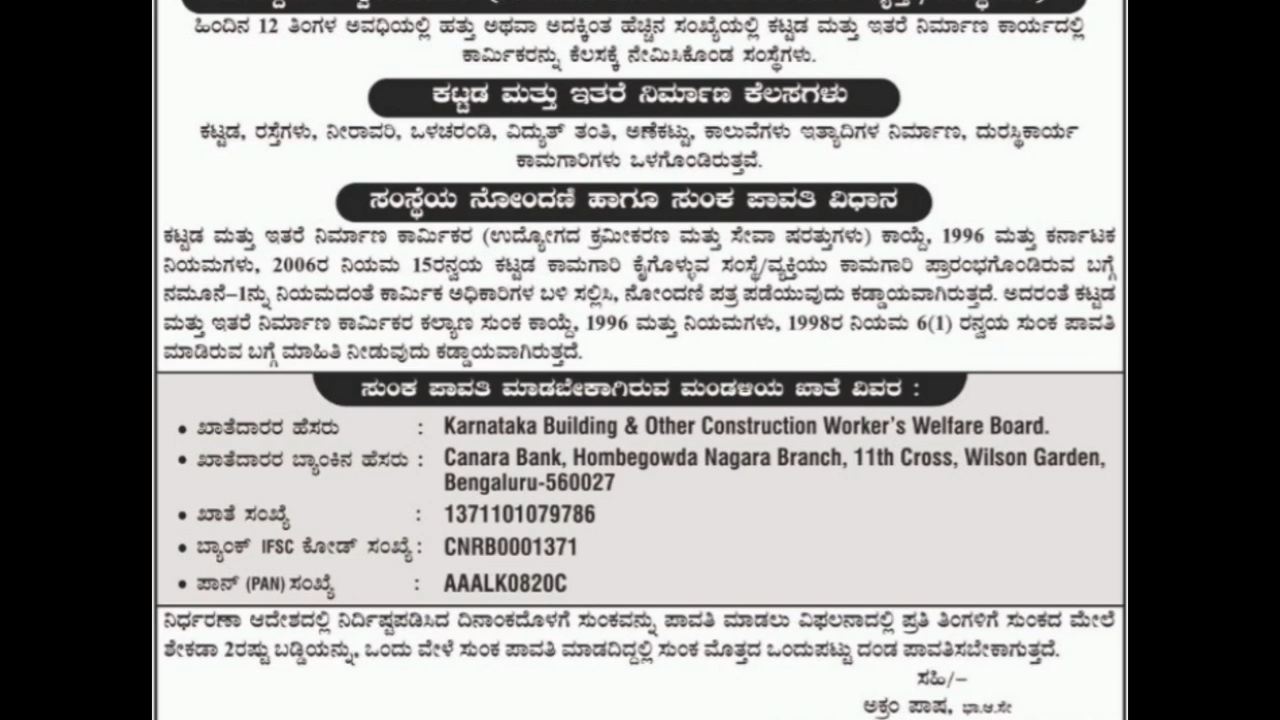 ಹಿಂದಿನ 12 ತಿಂಗಳ ಅವಧಿಯಲ್ಲಿ ಹತ್ತು ಅಥವಾ ಅದಕ್ಕಿಂತ ಹೆಚ್ಚಿನ ಸಂಖ್ಯೆಯಲ್ಲಿ ಕಟ್ಟಡ ಮತ್ತು ಇತರೆ ನಿರ್ಮಾಣ ಕಾರ್ಯದಲ್ಲಿ
ಕಾರ್ಮಿಕರನ್ನು ಕೆಲಸಕ್ಕೆ ನೇಮಿಸಿಕೊಂಡ ಸಂಸ್ಥೆಗಳು.
ಕಟ್ಟಡ ಮತ್ತು ಇತರೆ ನಿರ್ಮಾಣ ಕೆಲಸಗಳು
ಕಟ್ಟಡ, ರಸ್ತೆಗಳು, ನೀರಾವರಿ, ಒಳಚರಂಡಿ, ವಿದ್ಯುತ್ ತಂತಿ, ಅಣೆಕಟ್ಟು, ಕಾಲುವೆಗಳು ಇತ್ಯಾದಿಗಳ ನಿರ್ಮಾಣ, ದುರಸ್ಥಿಕಾರ್ಯ
ಕಾಮಗಾರಿಗಳು ಒಳಗೊಂಡಿರುತ್ತವೆ.
ಸಂಸ್ಥೆಯ ನೋಂದಣಿ ಹಾಗೂ ಸುಂಕ ಪಾವತಿ ವಿಧಾನ
ಕಟ್ಟಡ ಮತ್ತು ಇತರೆ ನಿರ್ಮಾಣ ಕಾರ್ಮಿಕರ (ಉದ್ಯೋಗದ ಕ್ರಮೀಕರಣ ಮತ್ತು ಸೇವಾ ಷರತ್ತುಗಳು) ಕಾಯ್ದೆ, 1996 ಮತ್ತು ಕರ್ನಾಟಕ
ನಿಯಮಗಳು, 2006ರ ನಿಯಮ 15ರನ್ವಯ ಕಟ್ಟಡ ಕಾಮಗಾರಿ ಕೈಗೊಳ್ಳುವ ಸಂಸ್ಥೆ/ವ್ಯಕ್ತಿಯು ಕಾಮಗಾರಿ ಪ್ರಾರಂಭಗೊಂಡಿರುವ ಬಗ್ಗೆ
ನಮೂನೆ–1ನ್ನು ನಿಯಮದಂತೆ ಕಾರ್ಮಿಕ ಅಧಿಕಾರಿಗಳ ಬಳಿ ಸಲ್ಲಿಸಿ, ನೋಂದಣಿ ಪತ್ರ ಪಡೆಯುವುದು ಕಡ್ಡಾಯವಾಗಿರುತ್ತದೆ. ಅದರಂತೆ ಕಟ್ಟಡ
ಮತ್ತು ಇತರೆ ನಿರ್ಮಾಣ ಕಾರ್ಮಿಕರ ಕಲ್ಯಾಣ ಸುಂಕ ಕಾಯ್ದೆ, 1996 ಮತ್ತು ನಿಯಮಗಳು, 1998ರ ನಿಯಮ 6(1) ರನ್ವಯ ಸುಂಕ ಪಾವತಿ
ಮಾಡಿರುವ ಬಗ್ಗೆ ಮಾಹಿತಿ ನೀಡುವುದು ಕಡ್ಡಾಯವಾಗಿರುತ್ತದೆ.
ಸುಂಕ ಪಾವತಿ ಮಾಡಬೇಕಾಗಿರುವ ಮಂಡಳಿಯ ಖಾತೆ ವಿವರ :
• ಖಾತೆದಾರರ ಹೆಸರು : Karnataka Building & Other Construction Worker's Welfare Board.
• ಖಾತೆದಾರರ ಬ್ಯಾಂಕಿನ ಹೆಸರು : Canara Bank, Hombegowda Nagara Branch, 11th Cross, Wilson Garden,
Bengaluru-560027
• ಖಾತೆ ಸಂಖ್ಯೆ : 1371101079786
• ಬ್ಯಾಂಕ್ IFSC ಕೋಡ್ ಸಂಖ್ಯೆ : CNRB0001371
• ಪಾನ್ (PAN) ಸಂಖ್ಯೆ : AAALK0820C
ನಿರ್ಧರಣಾ ಆದೇಶದಲ್ಲಿ ನಿರ್ದಿಷ್ಟಪಡಿಸಿದ ದಿನಾಂಕದೊಳಗೆ ಸುಂಕವನ್ನು ಪಾವತಿ ಮಾಡಲು ವಿಫಲನಾದಲ್ಲಿ ಪ್ರತಿ ತಿಂಗಳಿಗೆ ಸುಂಕದ ಮೇಲೆ
ಶೇಕಡಾ 2ರಷ್ಟು ಬಡ್ಡಿಯನ್ನು, ಒಂದು ವೇಳೆ ಸುಂಕ ಪಾವತಿ ಮಾಡದಿದ್ದಲ್ಲಿ ಸುಂಕ ಮೊತ್ತದ ಒಂದುಪಟ್ಟು ದಂಡ ಪಾವತಿಸಬೇಕಾಗುತ್ತದೆ.
ಸಹಿ/–
ಅಕ್ರಂ ಪಾಷ, ಭಾ.ಆ.ಸೇ